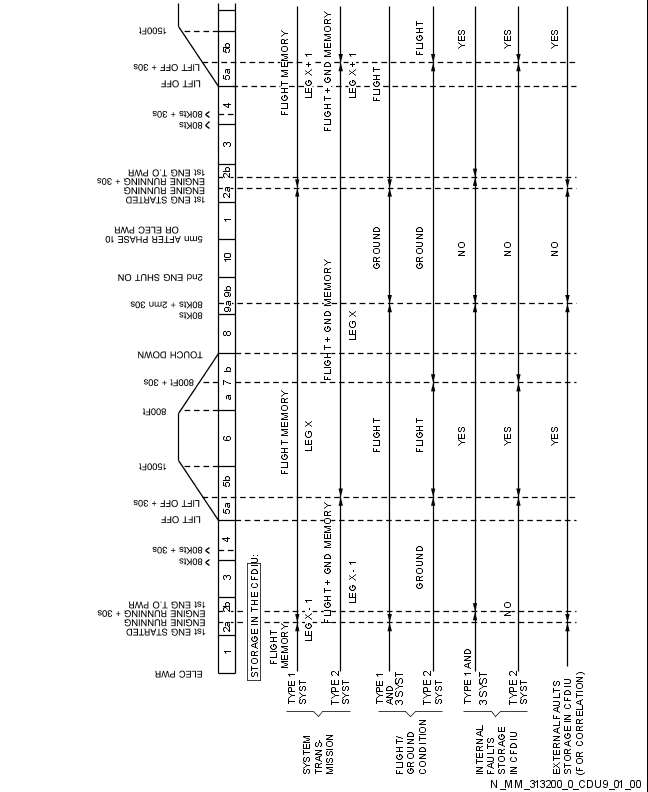 ELEC PWR
1st ENG STARTED
ENGINE RUNNING
ENGINE RUNNING + 30s
1st ENG T.O PWR
80Kts
80Kts + 30s
LIFT OFF
LIFT OFF + 30s
1500Ft
800Ft
800Ft + 30s
TOUCH DOWN
80Kts
80Kts + 2mn 30s
2nd ENG SHUT ON
5mn AFTER PHASE 10
OR ELEC PWR
1st ENG STARTED
ENGINE RUNNING
ENGINE RUNNING + 30s
1st ENG T.O PWR
80Kts
80Kts + 30s
LIFT OFF
LIFT OFF + 30s
1500Ft
1 2a 2b 3 4 5a 5b 6 a 7 b 8 9a 9b 10 1 2a 2b 3 4 5a 5b
STORAGE IN THE CFDIU:
SYSTEM
TRANS-
MISSION
TYPE 1
SYST
FLIGHT
MEMORY
LEG X - 1
FLIGHT MEMORY
LEG X
FLIGHT MEMORY
LEG X + 1
TYPE 2
SYST
FLIGHT + GND MEMORY
LEG X - 1
FLIGHT + GND MEMORY
LEG X
FLIGHT + GND MEMORY
LEG X + 1
FLIGHT/
GROUND
CONDITION
TYPE 1
AND
3 SYST
FLIGHT
GROUND
FLIGHT
TYPE 2
SYST
GROUND
FLIGHT
GROUND
FLIGHT
INTERNAL
FAULTS
STORAGE
IN CFDIU
TYPE 1 AND
3 SYST
YES
NO
YES
TYPE 2
SYST
NO
YES
NO
YES
EXTERNAL FAULTS
STORAGE IN CFDIU
(FOR CORRELATION)
YES
NO
YES
N_MM_313200_0_CDU9_01_00